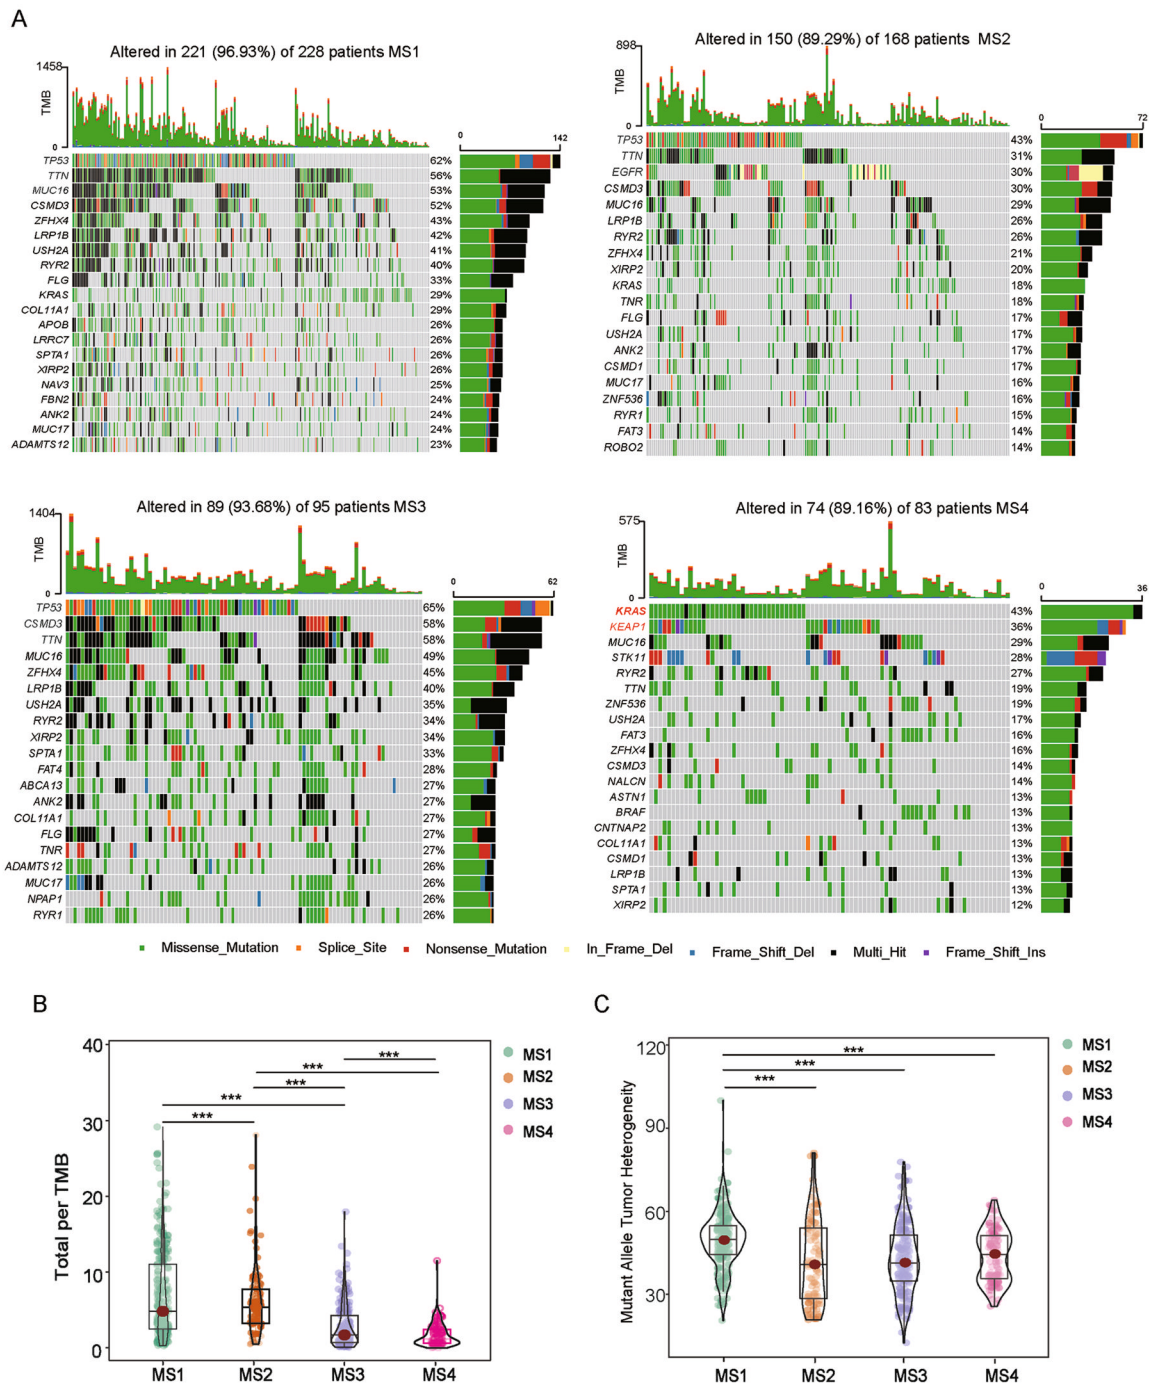 A
Altered in 221 (96.93%) of 228 patients MS1
1458
TMB
0
0 142
TP53 62%
TTN 56%
MUC16 53%
CSMD3 52%
ZFHX4 43%
LRP1B 42%
USH2A 41%
RYR2 40%
FLG 33%
KRAS 29%
COL11A1 29%
APOB 26%
LRRC7 26%
SPTA1 26%
XIRP2 26%
NAV3 25%
FBN2 24%
ANK2 24%
MUC17 24%
ADAMTS12 23%
Altered in 150 (89.29%) of 168 patients MS2
898
TMB
0
0 72
TP53 43%
TTN 31%
EGFR 30%
CSMD3 30%
MUC16 29%
LRP1B 26%
RYR2 26%
ZFHX4 21%
XIRP2 20%
KRAS 18%
TNR 18%
FLG 17%
USH2A 17%
ANK2 17%
CSMD1 17%
MUC17 16%
ZNF536 16%
RYR1 15%
FAT3 14%
ROBO2 14%
Altered in 89 (93.68%) of 95 patients MS3
1404
TMB
0
0 62
TP53 65%
CSMD3 58%
TTN 58%
MUC16 49%
ZFHX4 45%
LRP1B 40%
USH2A 35%
RYR2 34%
XIRP2 34%
SPTA1 33%
FAT4 28%
ABCA13 27%
ANK2 27%
COL11A1 27%
FLG 27%
TNR 27%
ADAMTS12 26%
MUC17 26%
NPAP1 26%
RYR1 26%
Altered in 74 (89.16%) of 83 patients MS4
575
TMB
0
0 36
KRAS 43%
KEAP1 36%
MUC16 29%
STK11 28%
RYR2 27%
TTN 19%
ZNF536 19%
USH2A 17%
FAT3 16%
ZFHX4 16%
CSMD3 14%
NALCN 14%
ASTN1 13%
BRAF 13%
CNTNAP2 13%
COL11A1 13%
CSMD1 13%
LRP1B 13%
SPTA1 13%
XIRP2 12%
Missense_Mutation Splice_Site Nonsense_Mutation In_Frame_Del Frame_Shift_Del Multi_Hit Frame_Shift_Ins
B
Total per TMB
40
30
20
10
0
***
***
***
***
***
MS1 MS2 MS3 MS4
MS1
MS2
MS3
MS4
C
Mutant Allele Tumor Heterogeneity
120
90
60
30
***
***
***
MS1 MS2 MS3 MS4
MS1
MS2
MS3
MS4